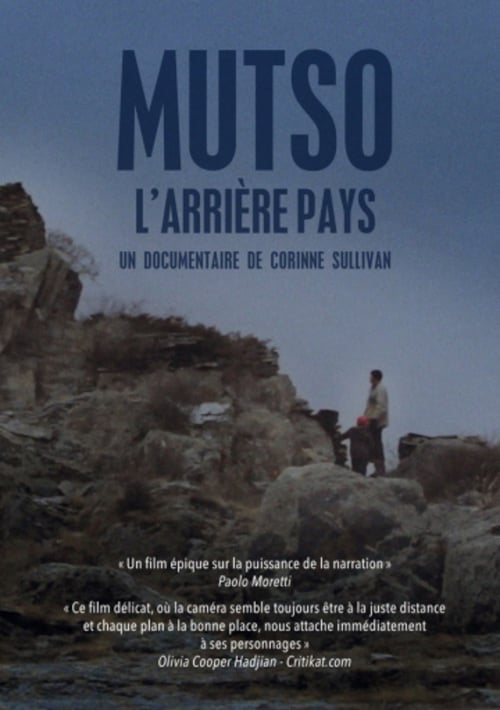 MUTSO
L'ARRIÈRE PAYS
UN DOCUMENTAIRE DE CORINNE SULLIVAN
« Un film épique sur la puissance de la narration »
Paolo Moretti
« Ce film délicat, où la caméra semble toujours être à la juste distance
et chaque plan à la bonne place, nous attache immédiatement
à ses personnages »
Olivia Cooper Hadjian - Critikat.com